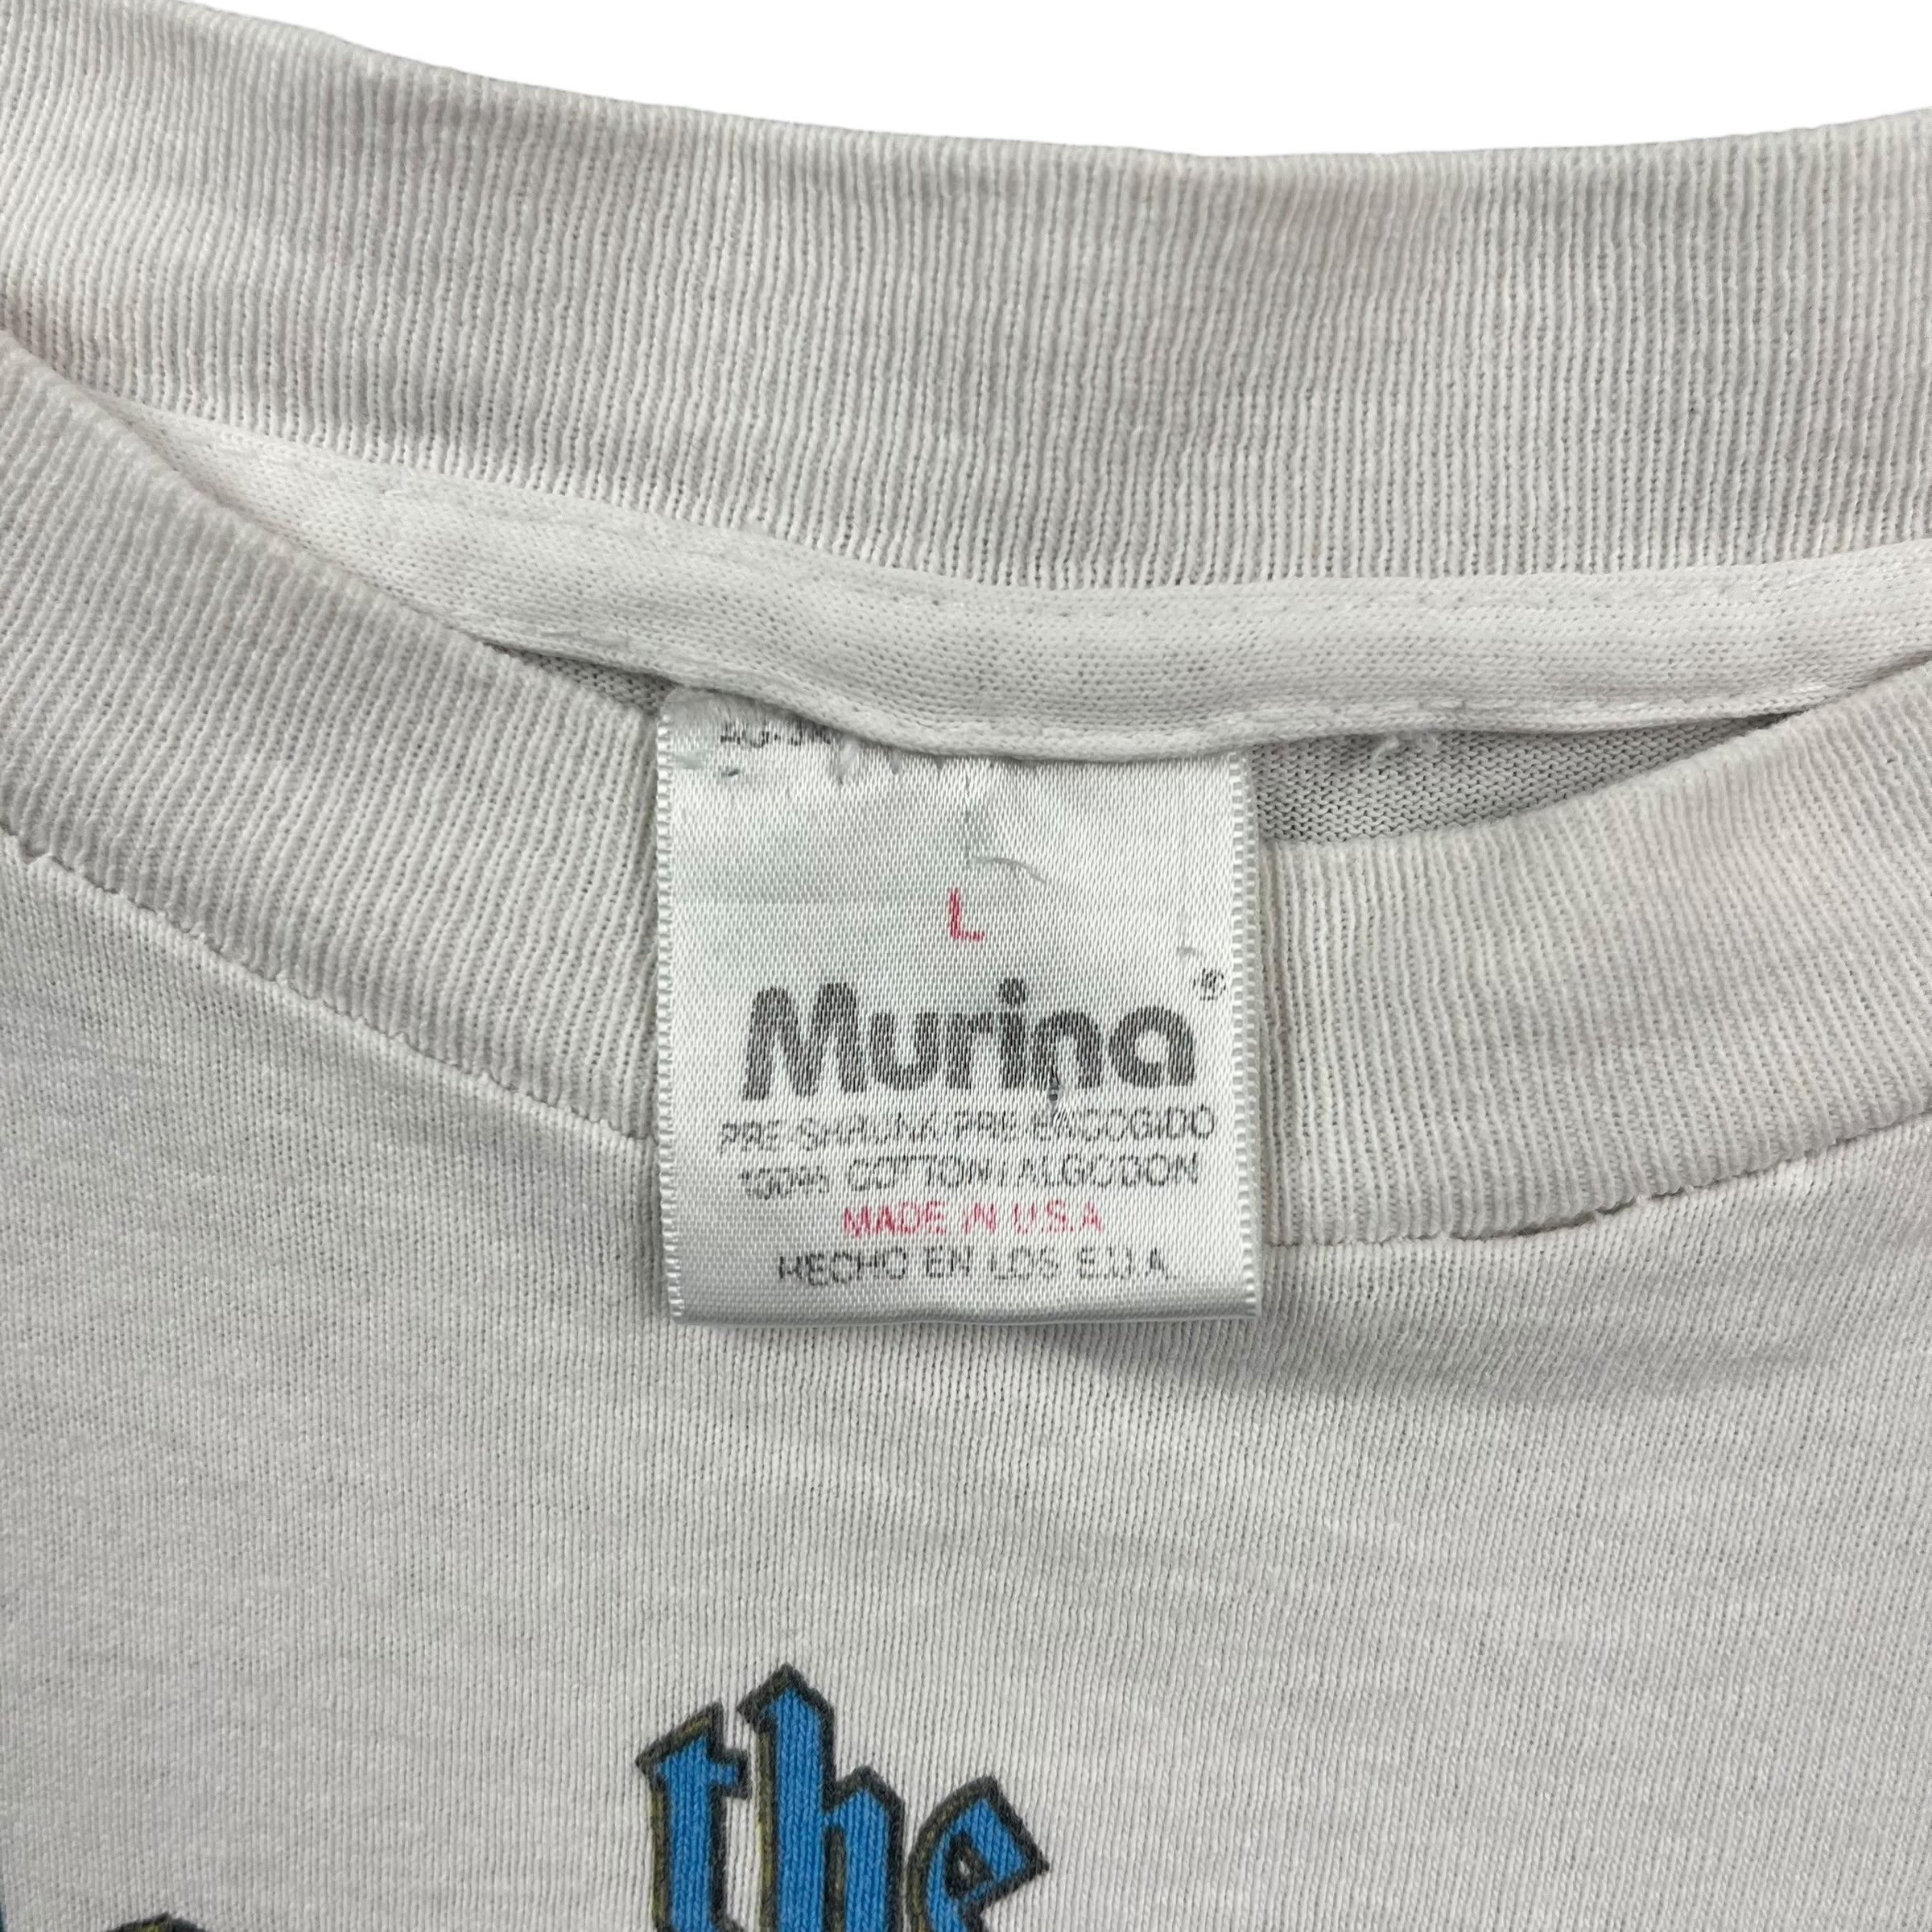 L
Murina®
PRE-SHRUNK PRE ENCOGIDO
100% COTTON/ALGODON
MADE IN U.S.A
HECHO EN LOS E.U.A.
the